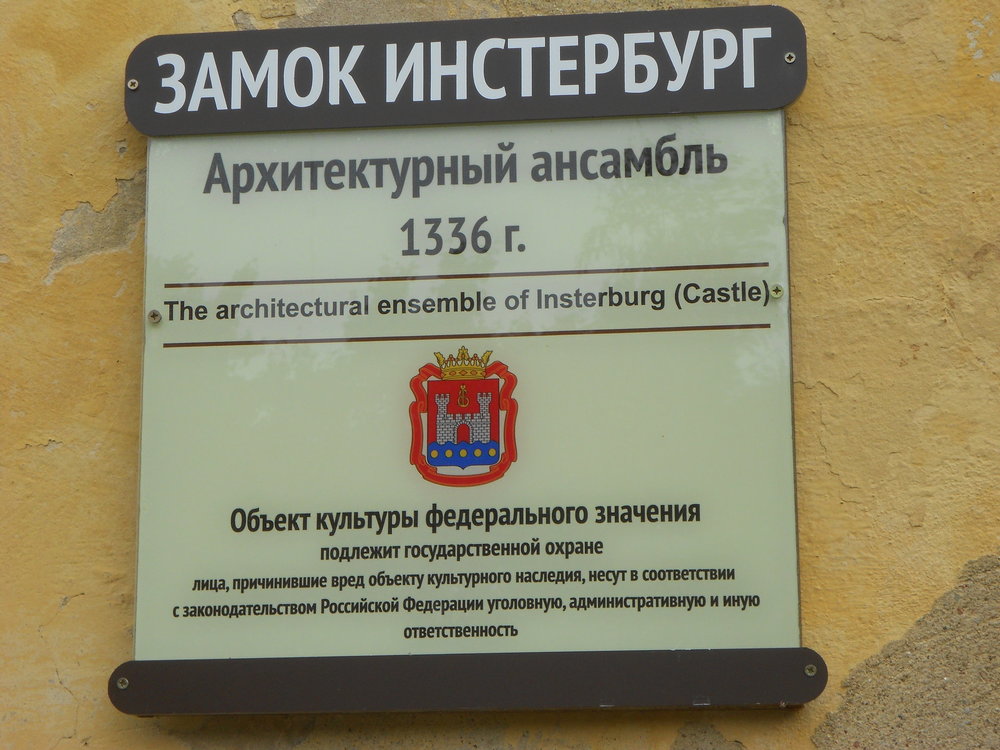 ЗАМОК ИНСТЕРБУРГ
Архитектурный ансамбль
1336 г.
The architectural ensemble of Insterburg (Castle)
Объект культуры федерального значения
подлежит государственной охране
лица, причинившие вред объекту культурного наследия, несут в соответствии
с законодательством Российской Федерации уголовную, административную и иную
ответственность